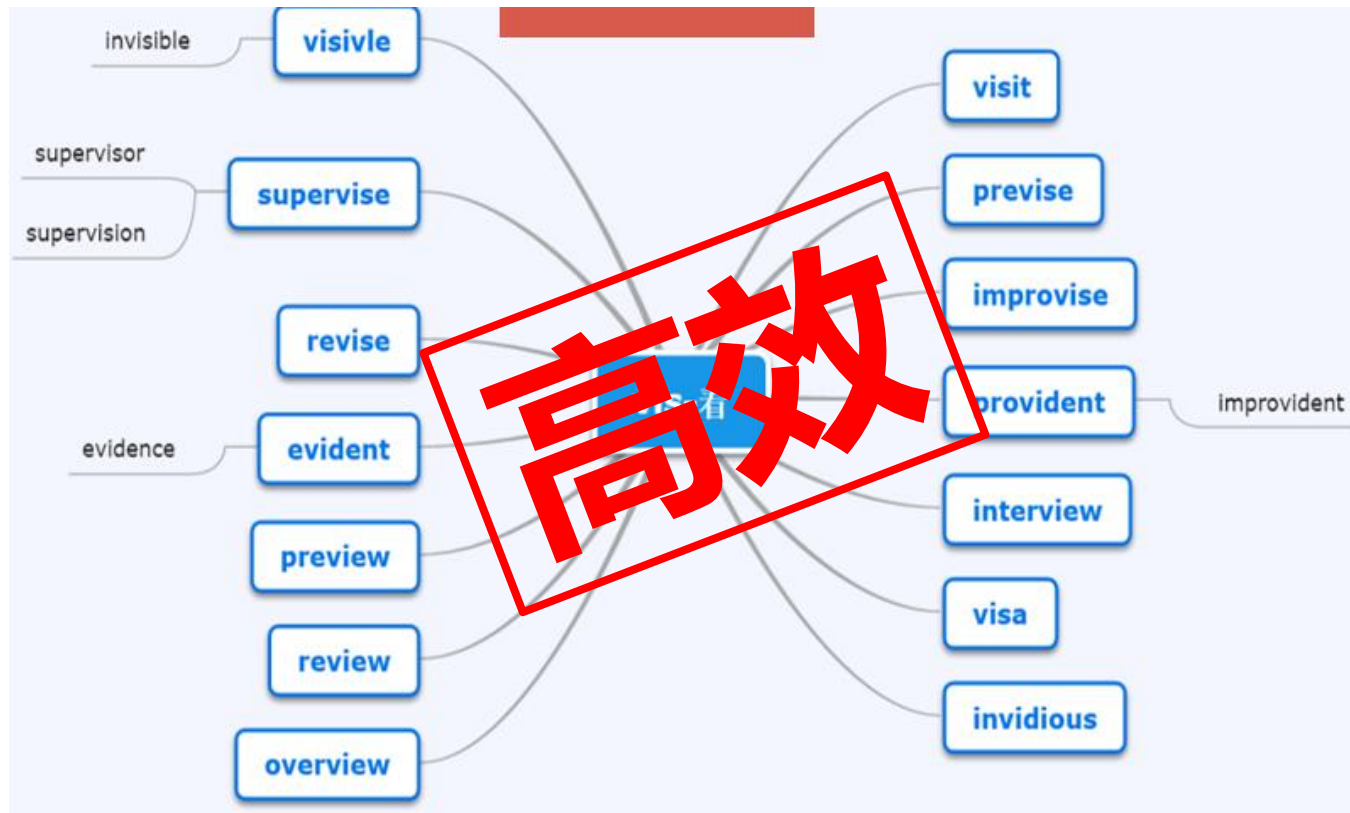 invisible
visivle
supervisor
supervision
supervise
revise
evidence
evident
preview
review
overview
看
高效
visit
previse
improvise
provident
improvident
interview
visa
invidious